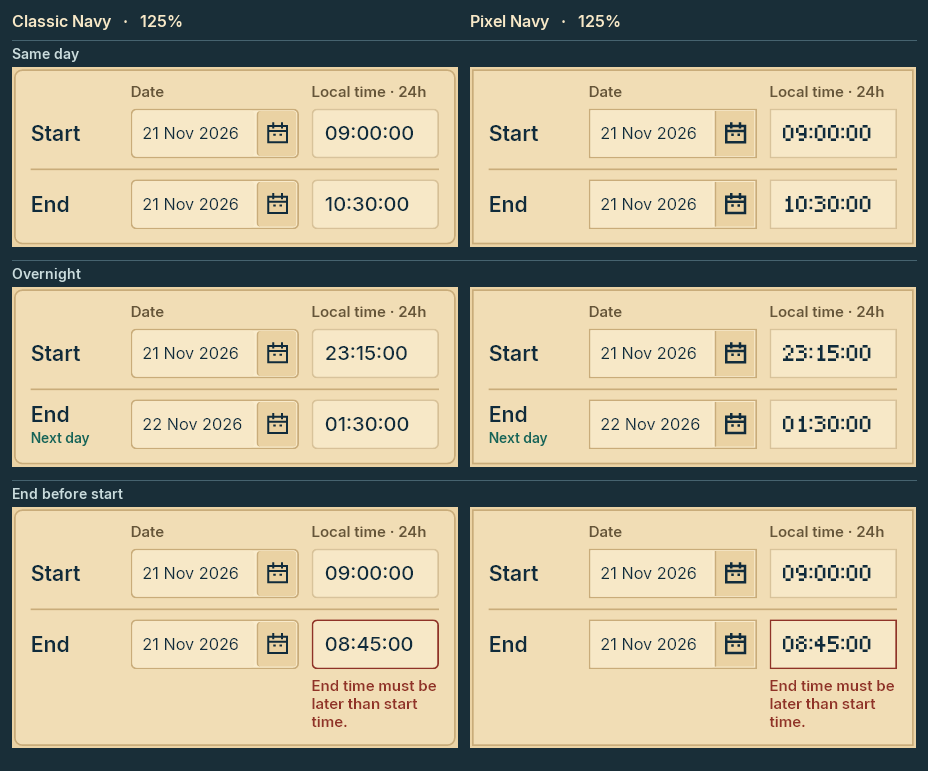 Classic Navy · 125%
Pixel Navy · 125%
Same day
Date Local time · 24h
Start 21 Nov 2026 09:00:00
End 21 Nov 2026 10:30:00
Date Local time · 24h
Start 21 Nov 2026 09:00:00
End 21 Nov 2026 10:30:00
Overnight
Date Local time · 24h
Start 21 Nov 2026 23:15:00
End 22 Nov 2026 01:30:00
Next day
Date Local time · 24h
Start 21 Nov 2026 23:15:00
End 22 Nov 2026 01:30:00
Next day
End before start
Date Local time · 24h
Start 21 Nov 2026 09:00:00
End 21 Nov 2026 08:45:00
End time must be
later than start
time.
Date Local time · 24h
Start 21 Nov 2026 09:00:00
End 21 Nov 2026 08:45:00
End time must be
later than start
time.